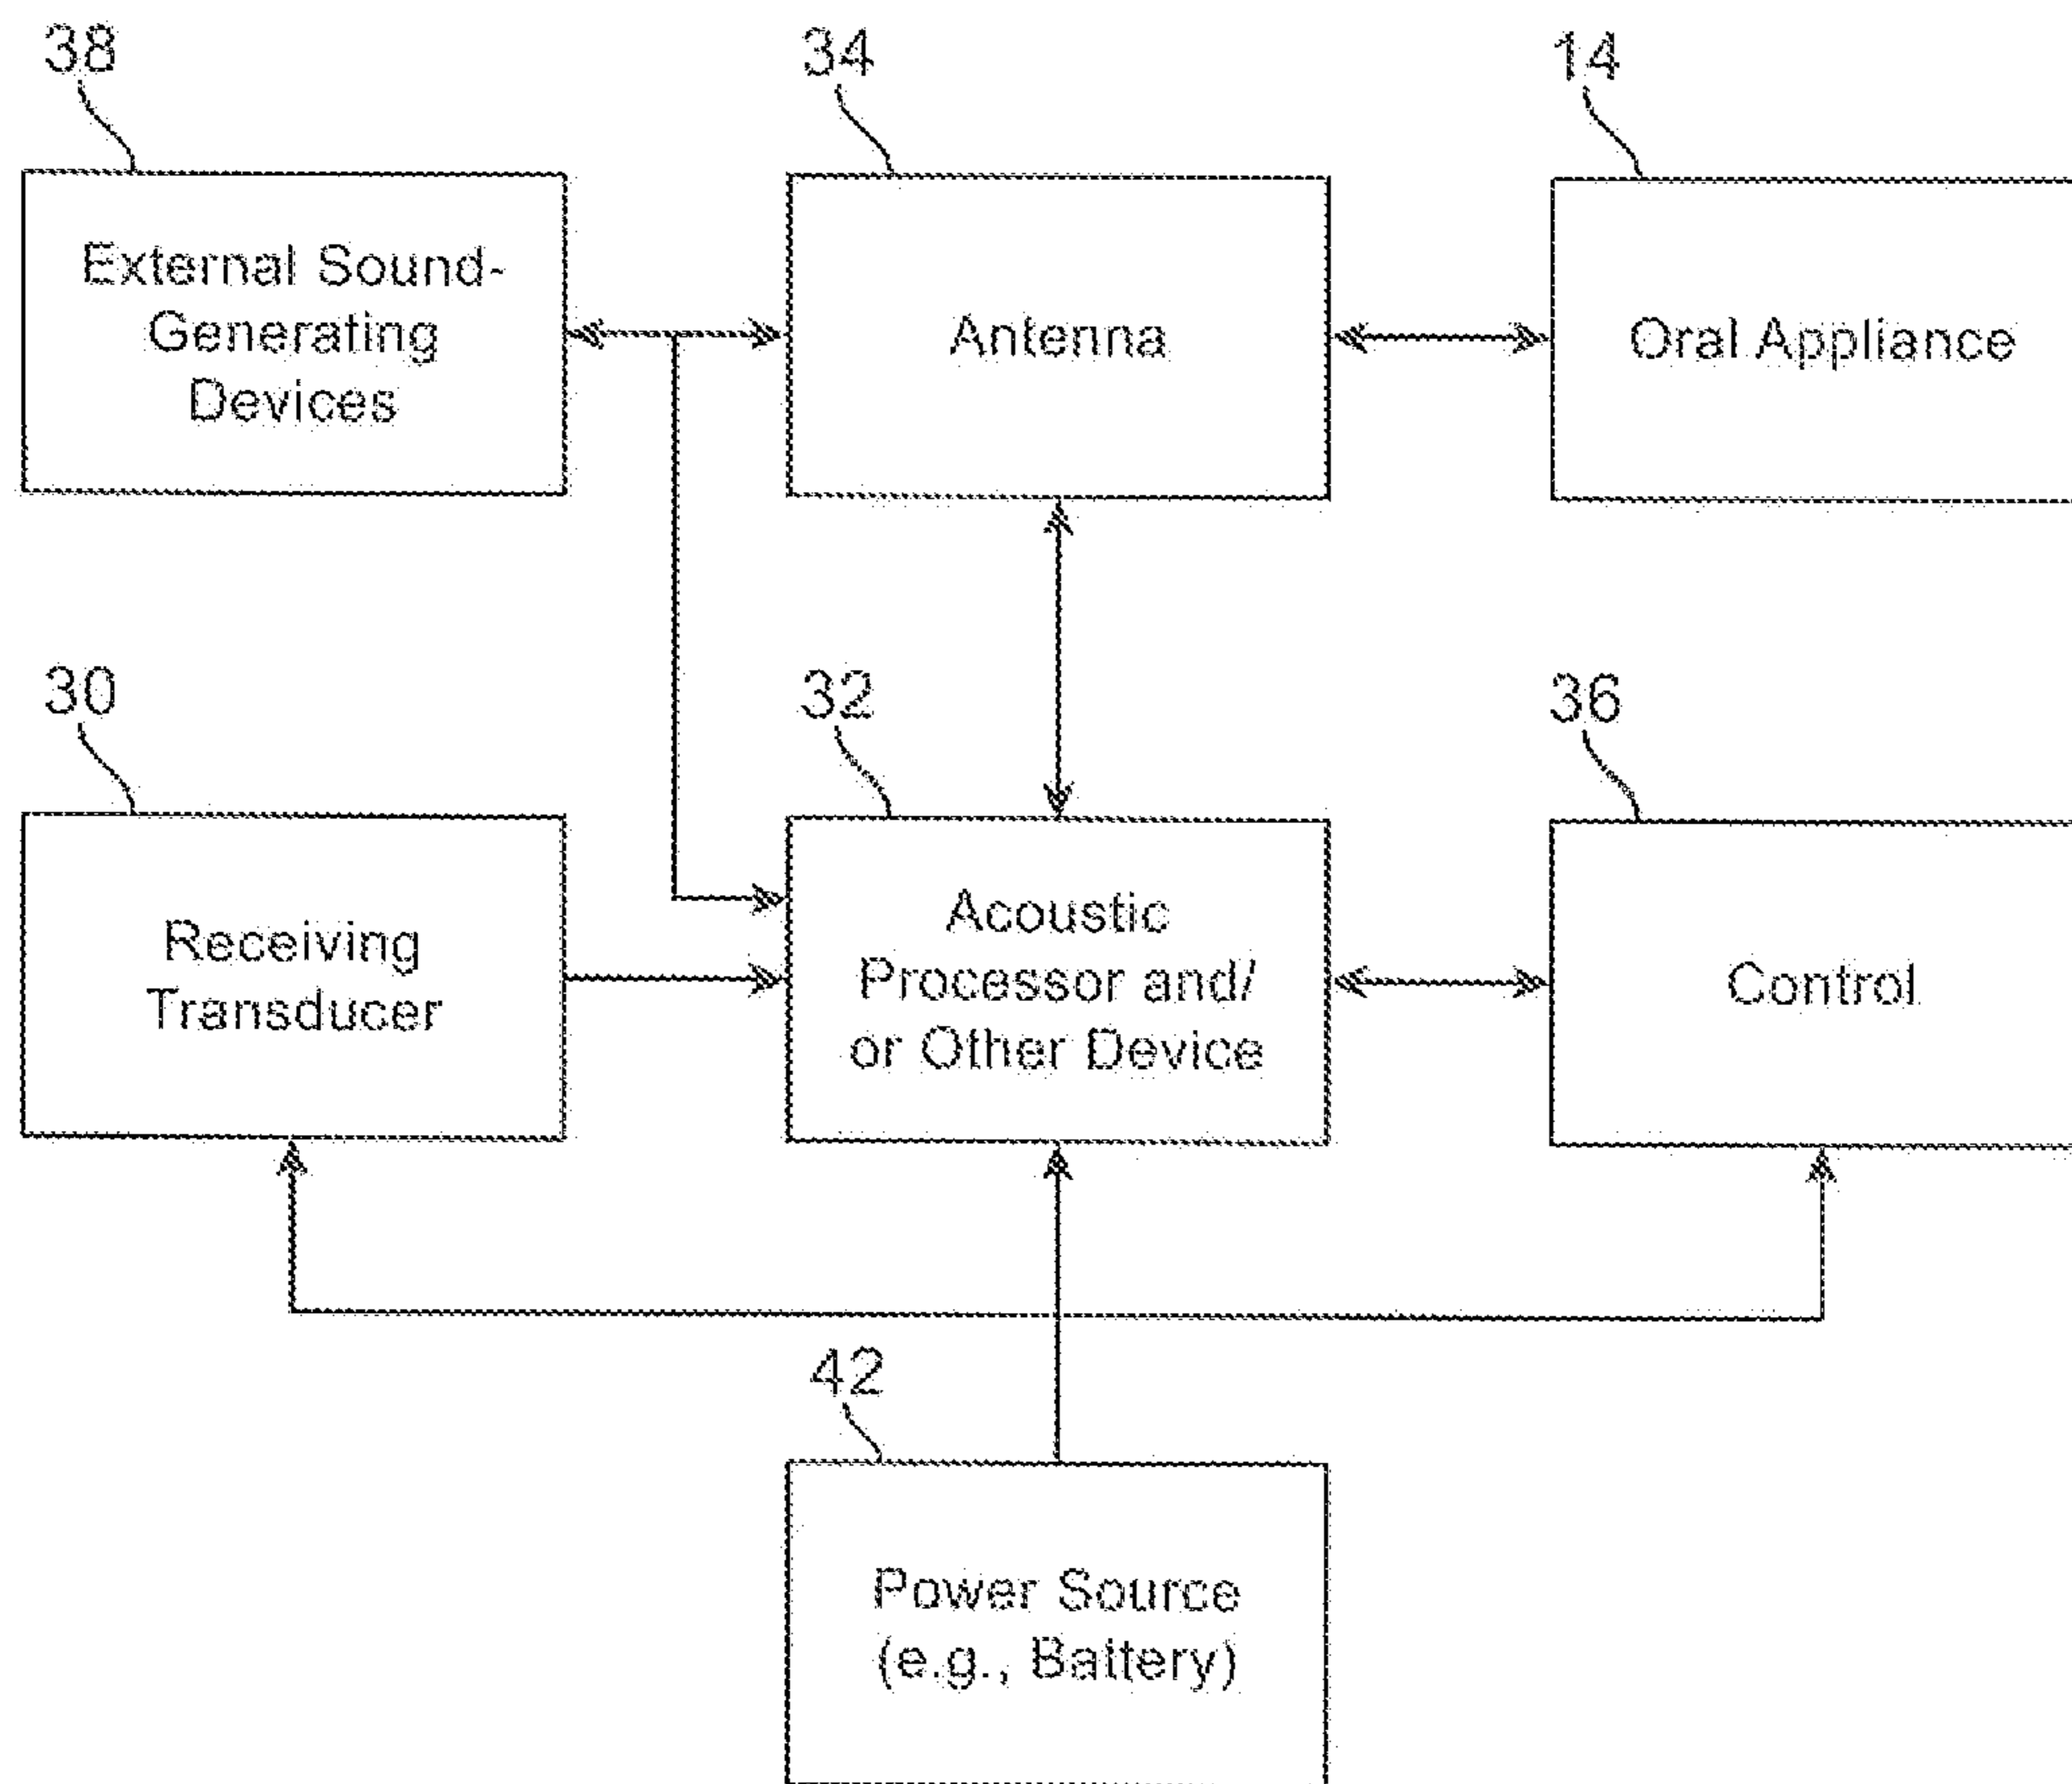 38
34
14
External Sound-
Generating
Devices
Antenna
Oral Appliance
30
32
36
Receiving
Transducer
Acoustic
Processor and/
or Other Device
Control
42
Power Source
(e.g., Battery)